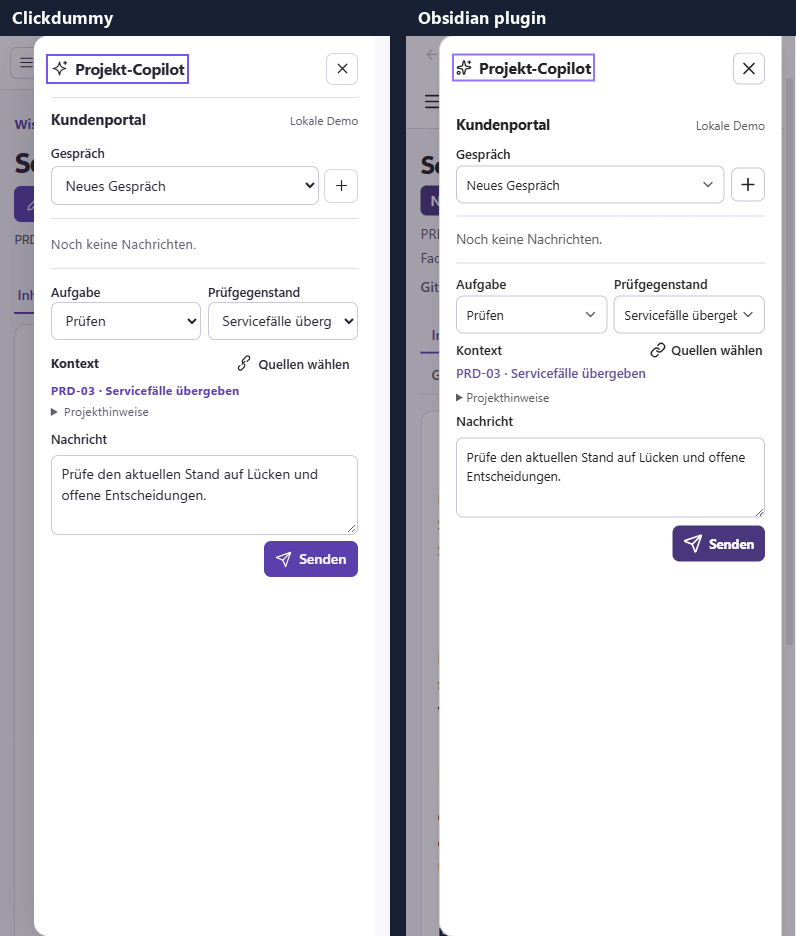 Clickdummy
Projekt-Copilot
Kundenportal
Lokale Demo
Gespräch
Neues Gespräch
Noch keine Nachrichten.
Aufgabe
Prüfgegenstand
Prüfen
Servicefälle überg
Kontext
Quellen wählen
PRD-03 · Servicefälle übergeben
Projekthinweise
Nachricht
Prüfe den aktuellen Stand auf Lücken und
offene Entscheidungen.
Senden
Obsidian plugin
Projekt-Copilot
Kundenportal
Lokale Demo
Gespräch
Neues Gespräch
Noch keine Nachrichten.
Aufgabe
Prüfgegenstand
Prüfen
Servicefälle übergeb
Kontext
Quellen wählen
PRD-03 · Servicefälle übergeben
Projekthinweise
Nachricht
Prüfe den aktuellen Stand auf Lücken und offene
Entscheidungen.
Senden